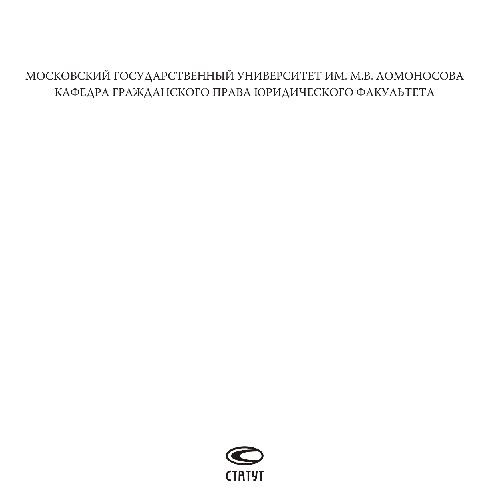 МОСКОВСКИЙ ГОСУДАРСТВЕННЫЙ УНИВЕРСИТЕТ ИМ. М.В. ЛОМОНОСОВА
КАФЕДРА ГРАЖДАНСКОГО ПРАВА ЮРИДИЧЕСКОГО ФАКУЛЬТЕТА
СТАТУТ